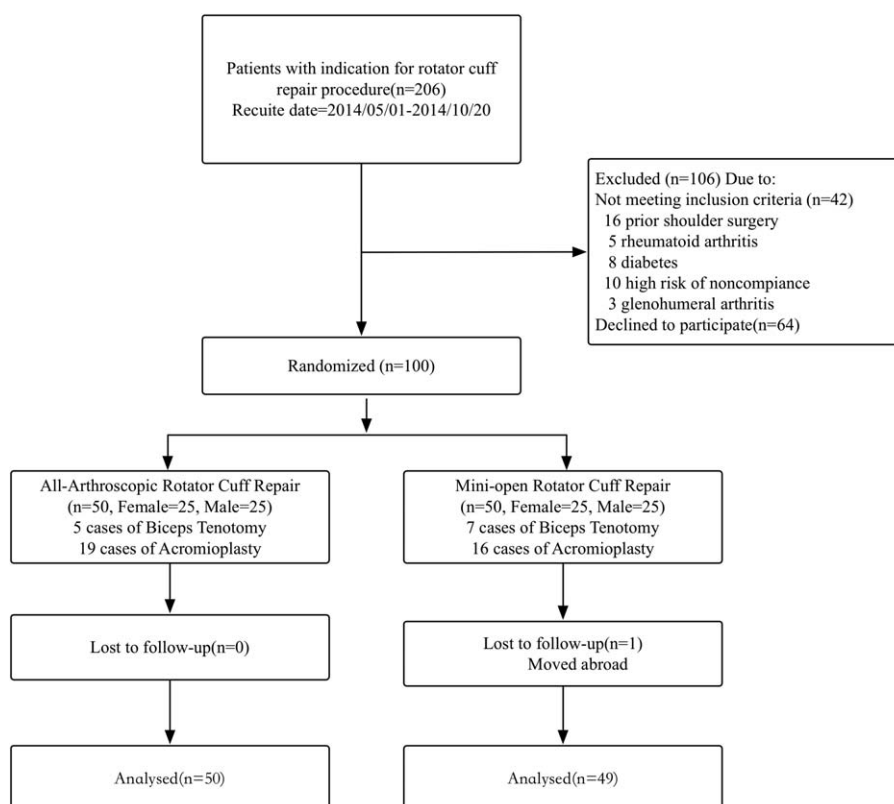 Patients with indication for rotator cuff
repair procedure(n=206)
Recuite date=2014/05/01-2014/10/20
Excluded (n=106) Due to:
Not meeting inclusion criteria (n=42)
16 prior shoulder surgery
5 rheumatoid arthritis
8 diabetes
10 high risk of noncompiance
3 glenohumeral arthritis
Declined to participate(n=64)
Randomized (n=100)
All-Arthroscopic Rotator Cuff Repair
(n=50, Female=25, Male=25)
5 cases of Biceps Tenotomy
19 cases of Acromioplasty
Mini-open Rotator Cuff Repair
(n=50, Female=25, Male=25)
7 cases of Biceps Tenotomy
16 cases of Acromioplasty
Lost to follow-up(n=0)
Lost to follow-up(n=1)
Moved abroad
Analysed(n=50)
Analysed(n=49)